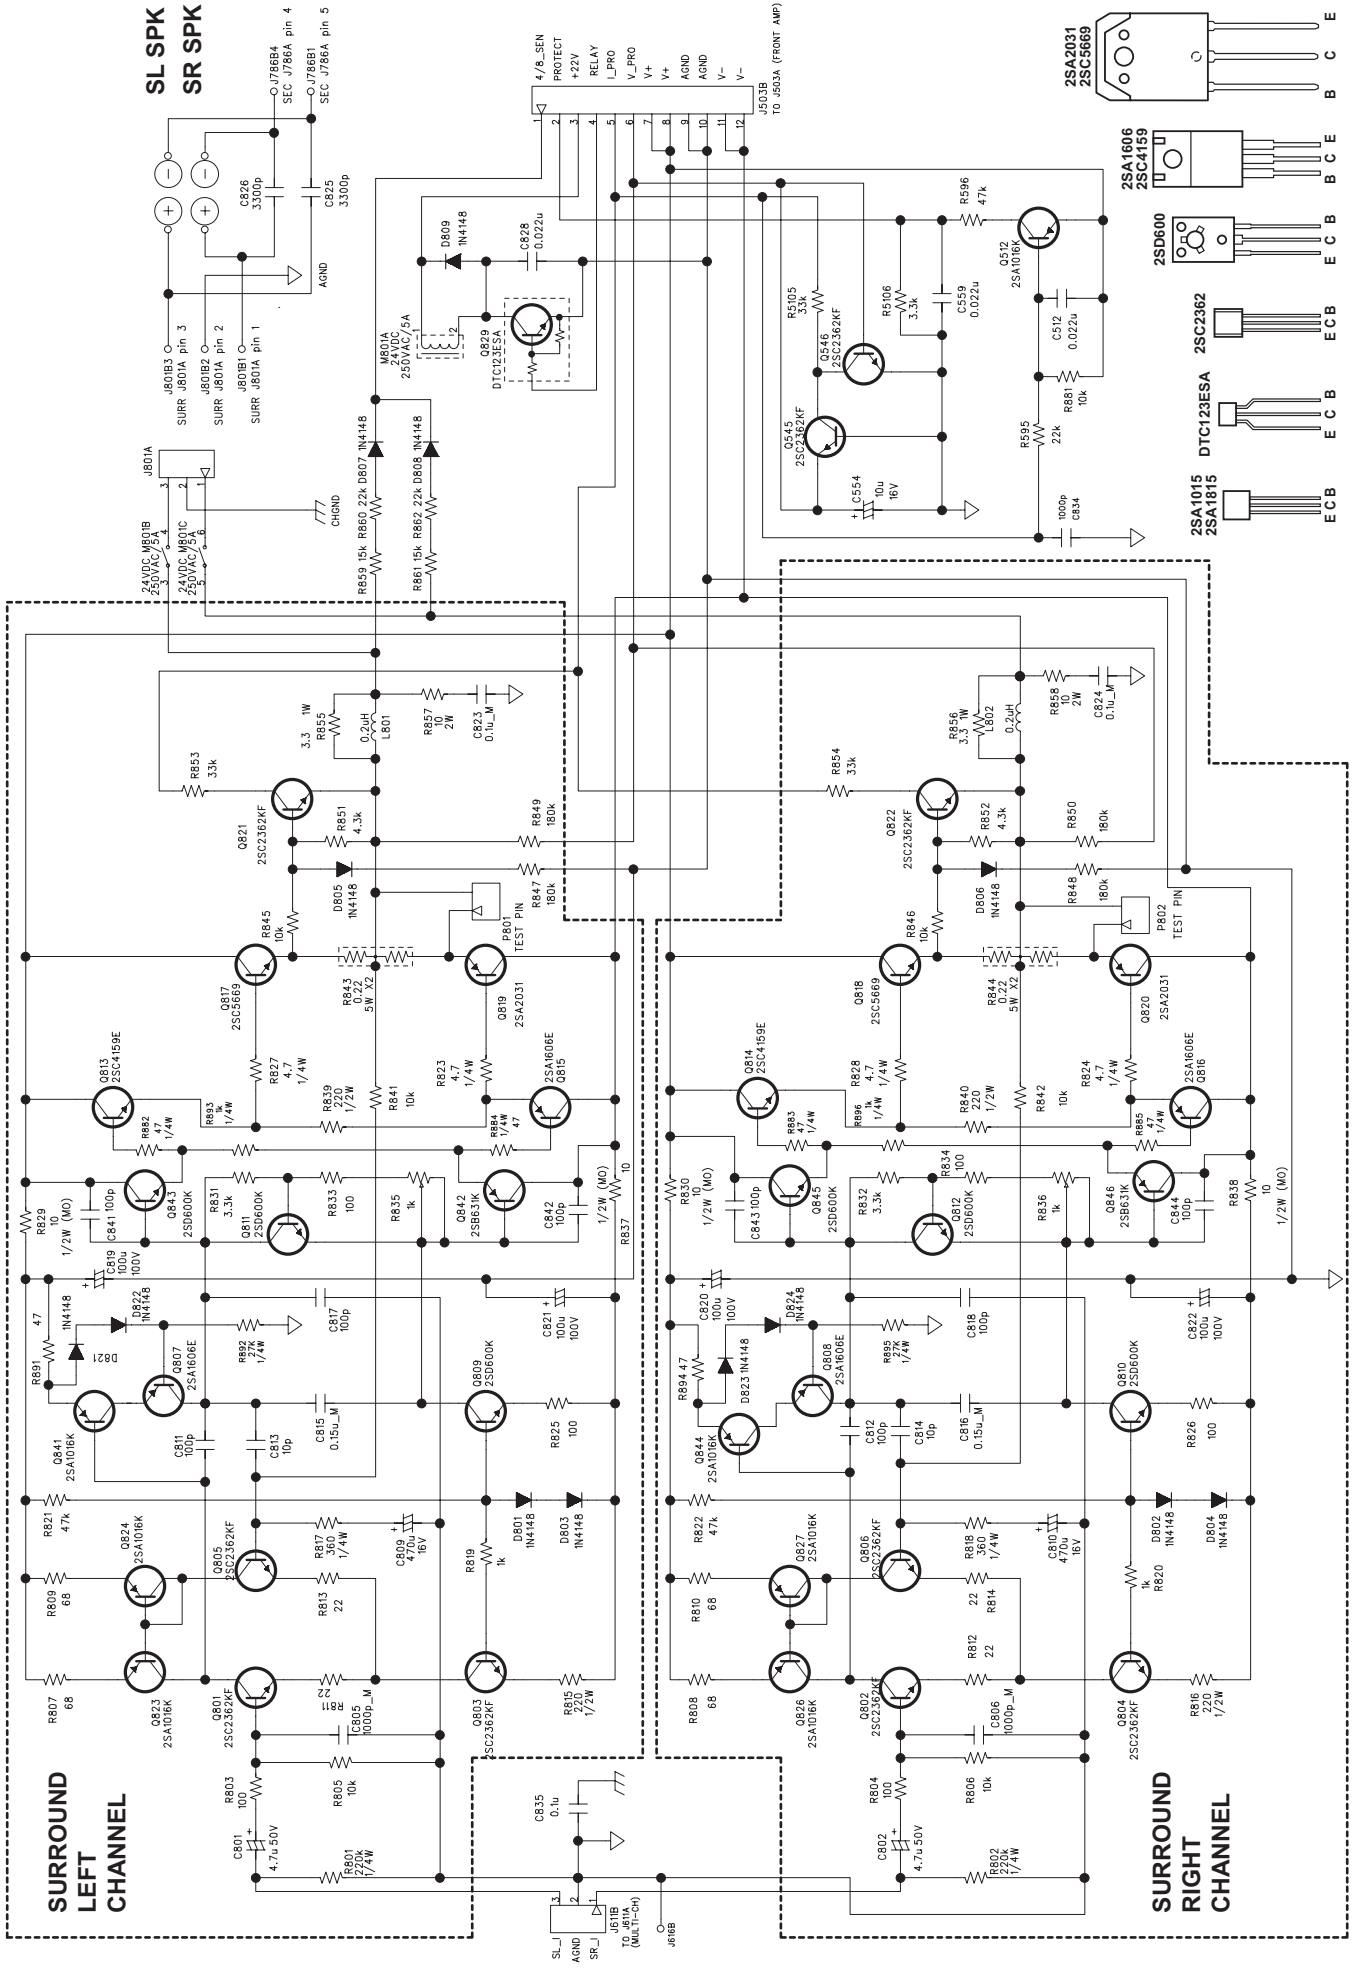 SL SPK
SR SPK
J786B4
SEC J786A pin 4
J786B1
SEC J786A pin 5
C826
3300p
C825
3300p
J801B3
SURR J801A pin 3
J801B2
SURR J801A pin 2
J801B1
SURR J801A pin 1
AGND
J801A
3
2
1
24VDC M801B
250VAC/5A
3
4
24VDC M801C
250VAC/5A
5
6
CHGND
4/8_SEN
PROTECT
+22V
RELAY
I_PRO
V_PRO
V+
V+
AGND
AGND
V-
V-
1
2
3
4
5
6
7
8
9
10
11
12
J503B
TO J503A (FRONT AMP)
D809
1N4148
C828
0.022u
M801A
24VDC
250VAC/5A
1
2
Q829
DTC123ESA
R859 15k R860 22k D807 1N4148
R861 15k R862 22k D808 1N4148
R5105
33k
Q546
2SC2362KF
Q545
2SC2362KF
R5106
3.3k
C559
0.022u
C554
10u
16V
R596
47k
Q512
2SA1016K
C512
0.022u
R881
10k
R595
22k
1000p
C834
2SA2031
2SC5669
B C E
2SA1606
2SC4159
B C E
2SD600
E C B
2SC2362
E C B
DTC123ESA
E C B
2SA1015
2SA1815
E C B
SURROUND
LEFT
CHANNEL
R853
33k
Q821
2SC2362KF
R851
4.3k
3.3 1W
R855
0.2uH
L801
R857
10
2W
C823
0.1u_M
R849
180k
R847
180k
D805
1N4148
R845
10k
P801
TEST PIN
Q817
2SC5669
R843
0.22
5W X2
Q819
2SA2031
Q813
2SC4159E
R827
4.7
1/4W
R823
4.7
1/4W
2SA1606E
Q815
R882
47
1/4W
R893
1k
1/4W
R839
220
1/2W
R841
10k
R884
1/4W
47
R829
10
1/2W (MO)
C841 100p
Q843
2SD600K
R831
3.3k
Q811
2SD600K
R833
100
R835
1k
Q842
2SB631K
C842
100p
1/2W (MO)
10
R837
C819
100u
100V
47
R891
1N4148
D821
D822
1N4148
Q807
2SA1606E
R892
27K
1/4W
C817
100p
C821
100u
100V
Q841
2SA1016K
C811
100p
C813
10p
C815
0.15u_M
Q809
2SD600K
R825
100
R821
47k
Q824
2SA1016K
Q805
2SC2362KF
R817
360
1/4W
C809
470u
16V
R819
1k
D801
1N4148
D803
1N4148
R809
68
R813
22
R807
68
Q823
2SA1016K
Q801
2SC2362KF
R811
22
C805
1000p_M
Q803
2SC2362KF
R815
220
1/2W
R803
100
R805
10k
C801
4.7u 50V
R801
220k
1/4W
C835
0.1u
SL_I
AGND
SR_I
3
2
1
J611B
TO J611A
(MULTI-CH)
J616B
SURROUND
RIGHT
CHANNEL
R854
33k
Q822
2SC2362KF
R852
4.3k
R856
3.3 1W
L802
0.2uH
R858
10
2W
C824
0.1u_M
R850
180k
R848
180k
D806
1N4148
R846
10k
P802
TEST PIN
Q818
2SC5669
R844
0.22
5W X2
Q820
2SA2031
Q814
2SC4159E
R828
4.7
1/4W
R824
4.7
1/4W
2SA1606E
Q816
R883
47
1/4W
R896
1k
1/4W
R840
220
1/2W
R842
10k
R885
47
1/4W
R830
10
1/2W (MO)
C843 100p
Q845
2SD600K
R832
3.3k
Q812
2SD600K
R834
100
R836
1k
Q846
2SB631K
C844
100p
R838
10
1/2W (MO)
C820
100u
100V
R894 47
D823 1N4148
D824
1N4148
Q808
2SA1606E
R895
27K
1/4W
C818
100p
C822
100u
100V
Q844
2SA1016K
C812
100p
C814
10p
C816
0.15u_M
Q810
2SD600K
R826
100
R822
47k
Q827
2SA1016K
Q806
2SC2362KF
R818
360
1/4W
C810
470u
16V
1k
R820
D802
1N4148
D804
1N4148
R810
68
22
R814
R812
22
R808
68
Q826
2SA1016K
Q802
2SC2362KF
C806
1000p_M
Q804
2SC2362KF
R816
220
1/2W
R804
100
R806
10k
C802
4.7u 50V
R802
220k
1/4W